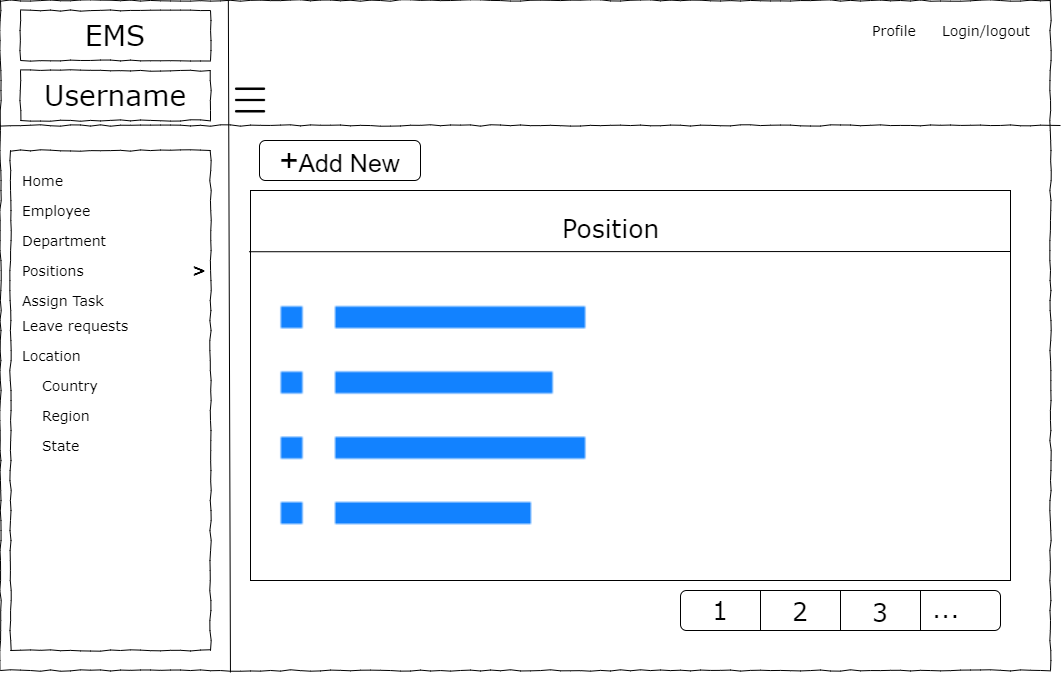 EMS
Profile
Login/logout
Username
+Add New
Home
Employee
Department
Positions >
Assign Task
Leave requests
Location
Country
Region
State
Position
1
2
3
...